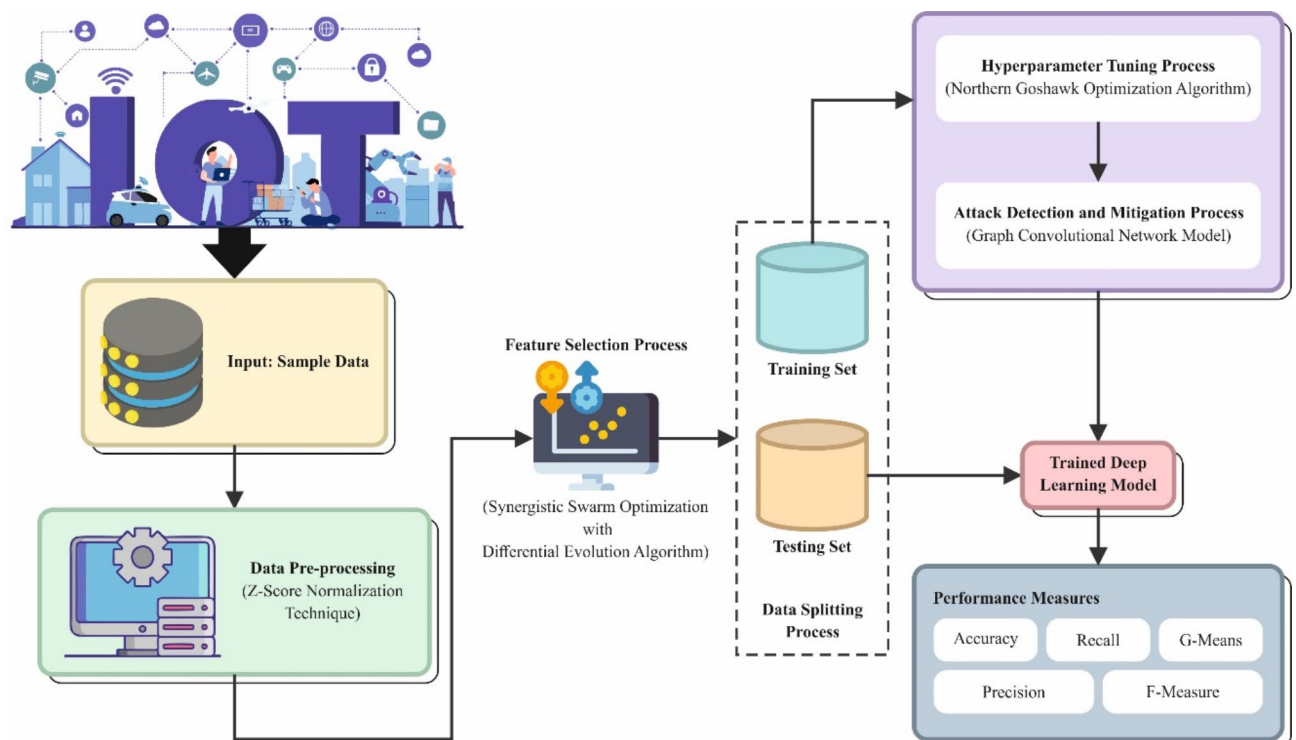 IOT
Input: Sample Data
Data Pre-processing
(Z-Score Normalization
Technique)
Feature Selection Process
(Synergistic Swarm Optimization
with
Differential Evolution Algorithm)
Training Set
Testing Set
Data Splitting
Process
Hyperparameter Tuning Process
(Northern Goshawk Optimization Algorithm)
Attack Detection and Mitigation Process
(Graph Convolutional Network Model)
Trained Deep
Learning Model
Performance Measures
Accuracy
Recall
G-Means
Precision
F-Measure